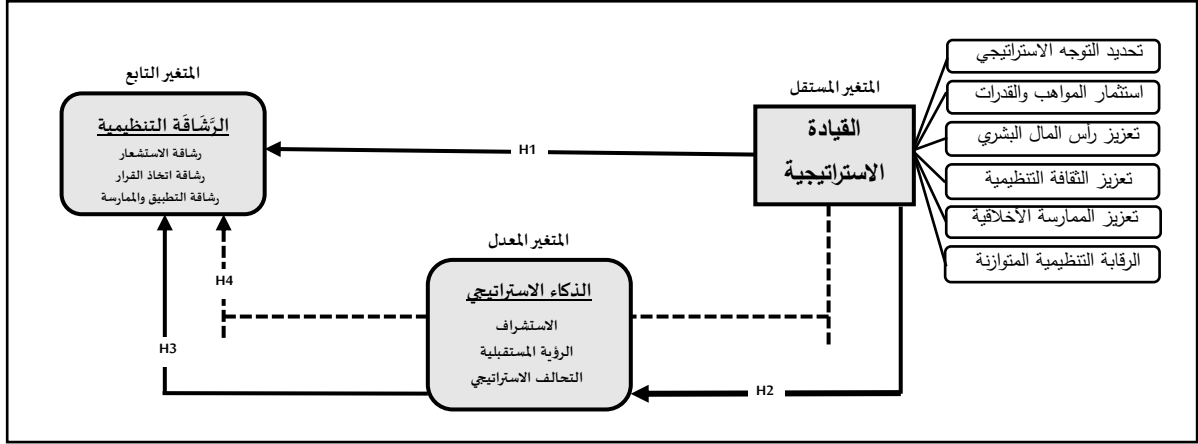 تحديد التوجه الاستراتيجي
استثمار المواهب والقدرات
تعزيز رأس المال البشري
تعزيز الثقافة التنظيمية
تعزيز الممارسة الأخلاقية
الرقابة التنظيمية المتوازنة
المتغير المستقل
القيادة
الاستراتيجية
H1
المتغير التابع
الرَّشَاقَة التنظيمية
رشاقة الاستشعار
رشاقة اتخاذ القرار
رشاقة التطبيق والممارسة
المتغير المعدل
الذكاء الاستراتيجي
الاستشراف
الرؤية المستقبلية
التحالف الاستراتيجي
H2
H4
H3